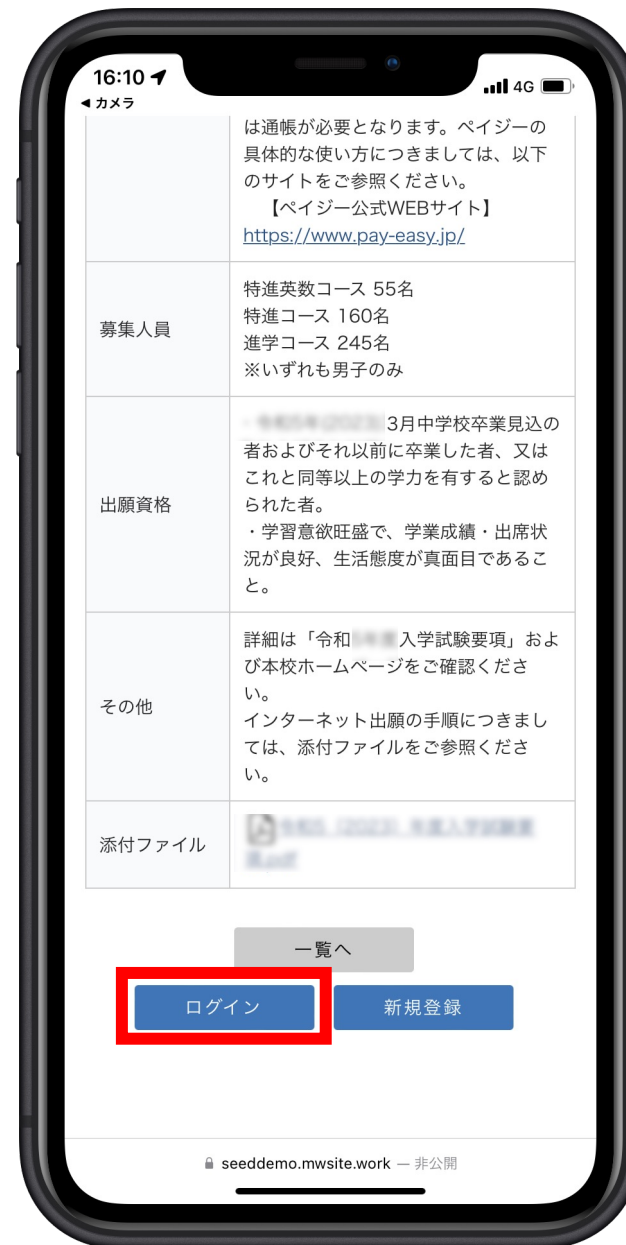 16:10
4G
◀ カメラ
は通帳が必要となります。ペイジーの
具体的な使い方につきましては、以下
のサイトをご参照ください。
【ペイジー公式WEBサイト】
https://www.pay-easy.jp/
募集人員
特進英数コース 55名
特進コース 160名
進学コース 245名
※いずれも男子のみ
出願資格
3月中学校卒業見込の
者およびそれ以前に卒業した者、又は
これと同等以上の学力を有すると認め
られた者。
・学習意欲旺盛で、学業成績・出席状
況が良好、生活態度が真面目であるこ
と。
その他
詳細は「令和 入学試験要項」およ
び本校ホームページをご確認くださ
い。
インターネット出願の手順につきまし
ては、添付ファイルをご参照くださ
い。
添付ファイル
一覧へ
ログイン
新規登録
seeddemo.mwsite.work — 非公開